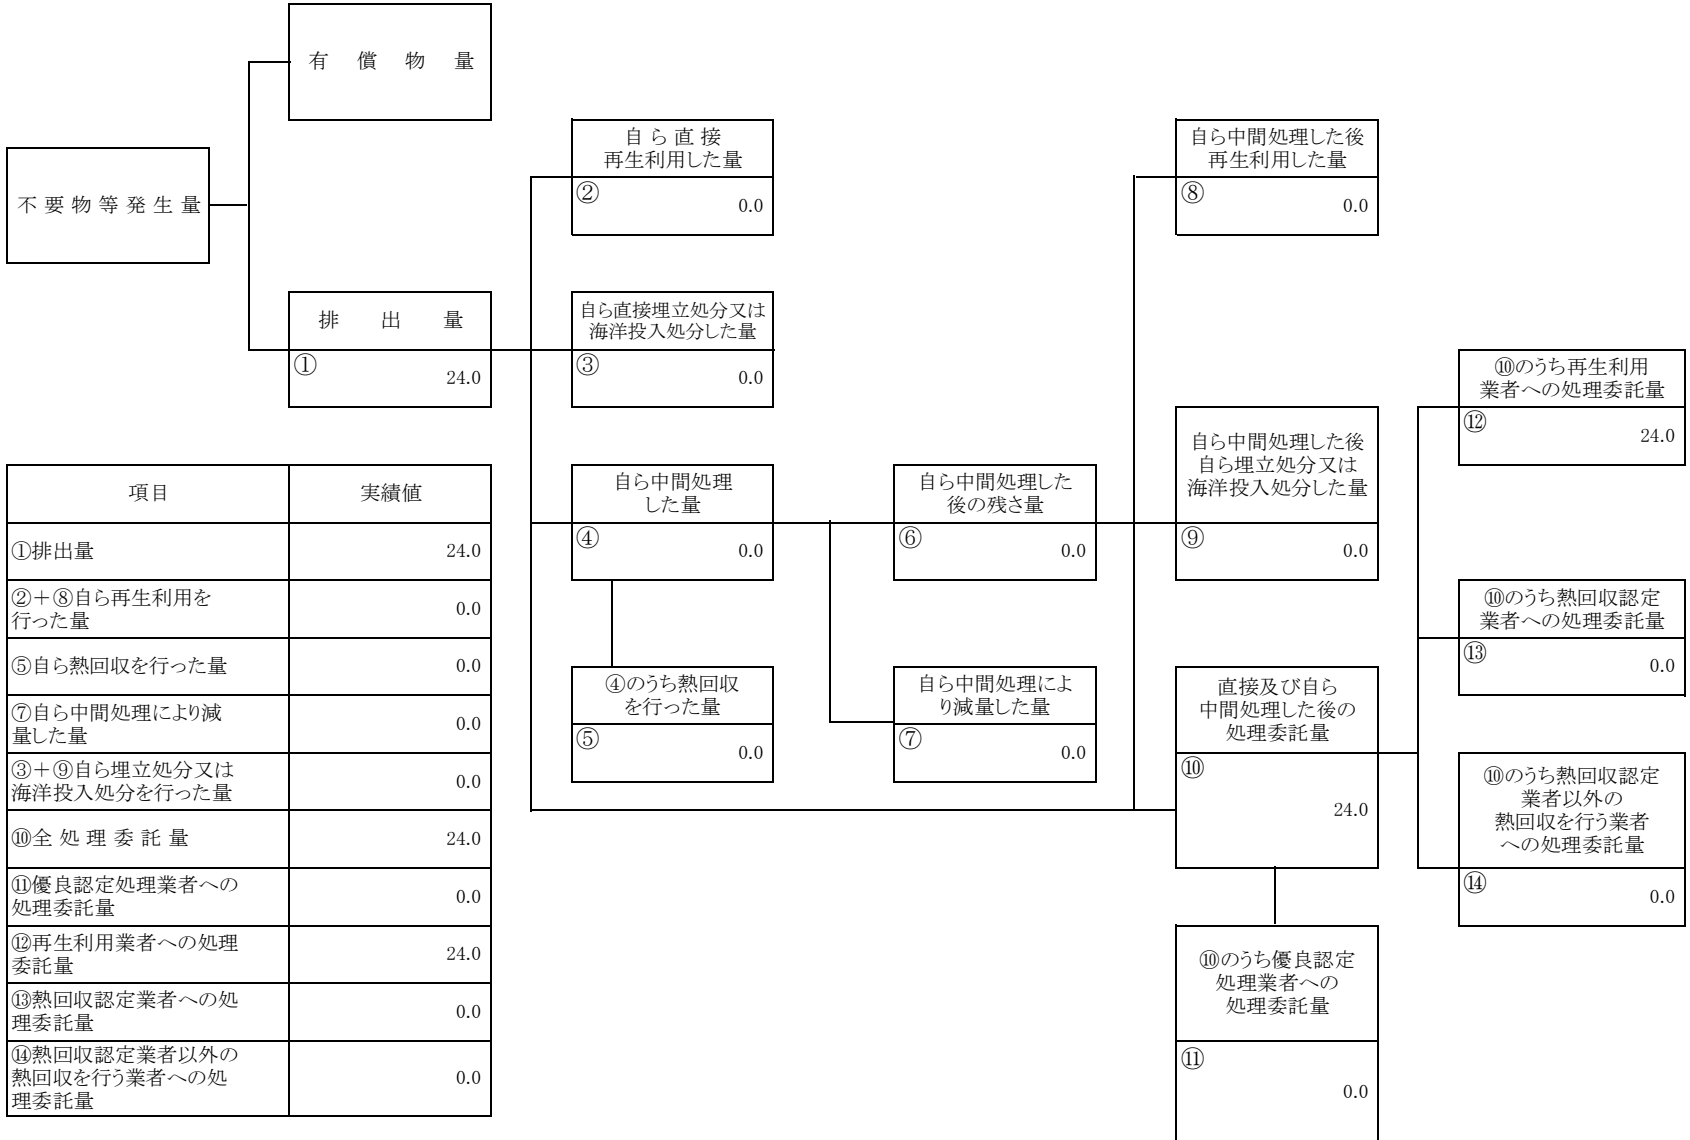 有 償 物 量
不 要 物 等 発 生 量
排 出 量
①
24.0
自 ら 直 接
再生利用した量
②
0.0
自ら直接埋立処分又は
海洋投入処分した量
③
0.0
自ら中間処理
した量
④
0.0
④のうち熱回収
を行った量
⑤
0.0
自ら中間処理した
後の残さ量
⑥
0.0
自ら中間処理によ
り減量した量
⑦
0.0
自ら中間処理した後
再生利用した量
⑧
0.0
自ら中間処理した後
自ら埋立処分又は
海洋投入処分した量
⑨
0.0
直接及び自ら
中間処理した後の
処理委託量
⑩
24.0
⑩のうち優良認定
処理業者への
処理委託量
⑪
0.0
⑩のうち再生利用
業者への処理委託量
⑫
24.0
⑩のうち熱回収認定
業者への処理委託量
⑬
0.0
⑩のうち熱回収認定
業者以外の
熱回収を行う業者
への処理委託量
⑭
0.0
項目 実績値
①排出量 24.0
②＋⑧自ら再生利用を
行った量
0.0
⑤自ら熱回収を行った量 0.0
⑦自ら中間処理により減
量した量
0.0
③＋⑨自ら埋立処分又は
海洋投入処分を行った量
0.0
⑩全 処 理 委 託 量 24.0
⑪優良認定処理業者への
処理委託量
0.0
⑫再生利用業者への処理
委託量
24.0
⑬熱回収認定業者への処
理委託量
0.0
⑭熱回収認定業者以外の
熱回収を行う業者への処
理委託量
0.0